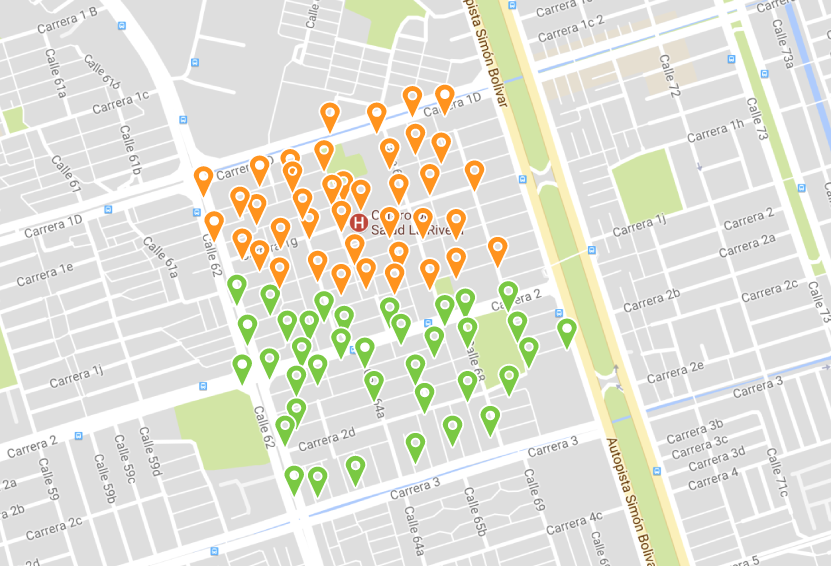 Carrera 1 B
Calle
Autopista Simón Bolívar
Carrera 1c
Carrera 1c 2
Calle 73a
Calle 61a
Calle 61b
Carrera 1c
Calle 72
Calle 73
Carrera 1D
Carrera 1h
Calle 61b
Calle 61
Carrera 1D
Calle 61a
Calle 62
Carrera 1j
Carrera 2
Carrera 2a
Carrera 1e
Carrera 2c
Carrera 2b
Calle 73
Carrera 2
Carrera 1j
Calle 68
Carrera 2e
Carrera 3
Calle 62
Carrera 2
Calle 59d
Calle 59c
Calle 59b
Calle 59
Carrera 2d
Carrera 3
Carrera 3b
Carrera 3c
Carrera 3d
Carrera 4
Calle 71c
2a
a 2b
Carrera 2c
2d
Carrera 3
Calle 69
Calle 65b
Calle 64a
Carrera 4c
Autopista Simón Bolívar
Carrera 5